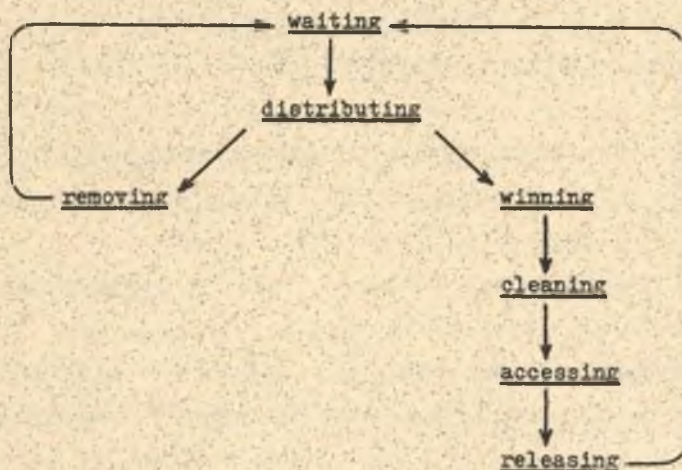 waiting
distributing
removing winning
cleaning
accessing
releasing